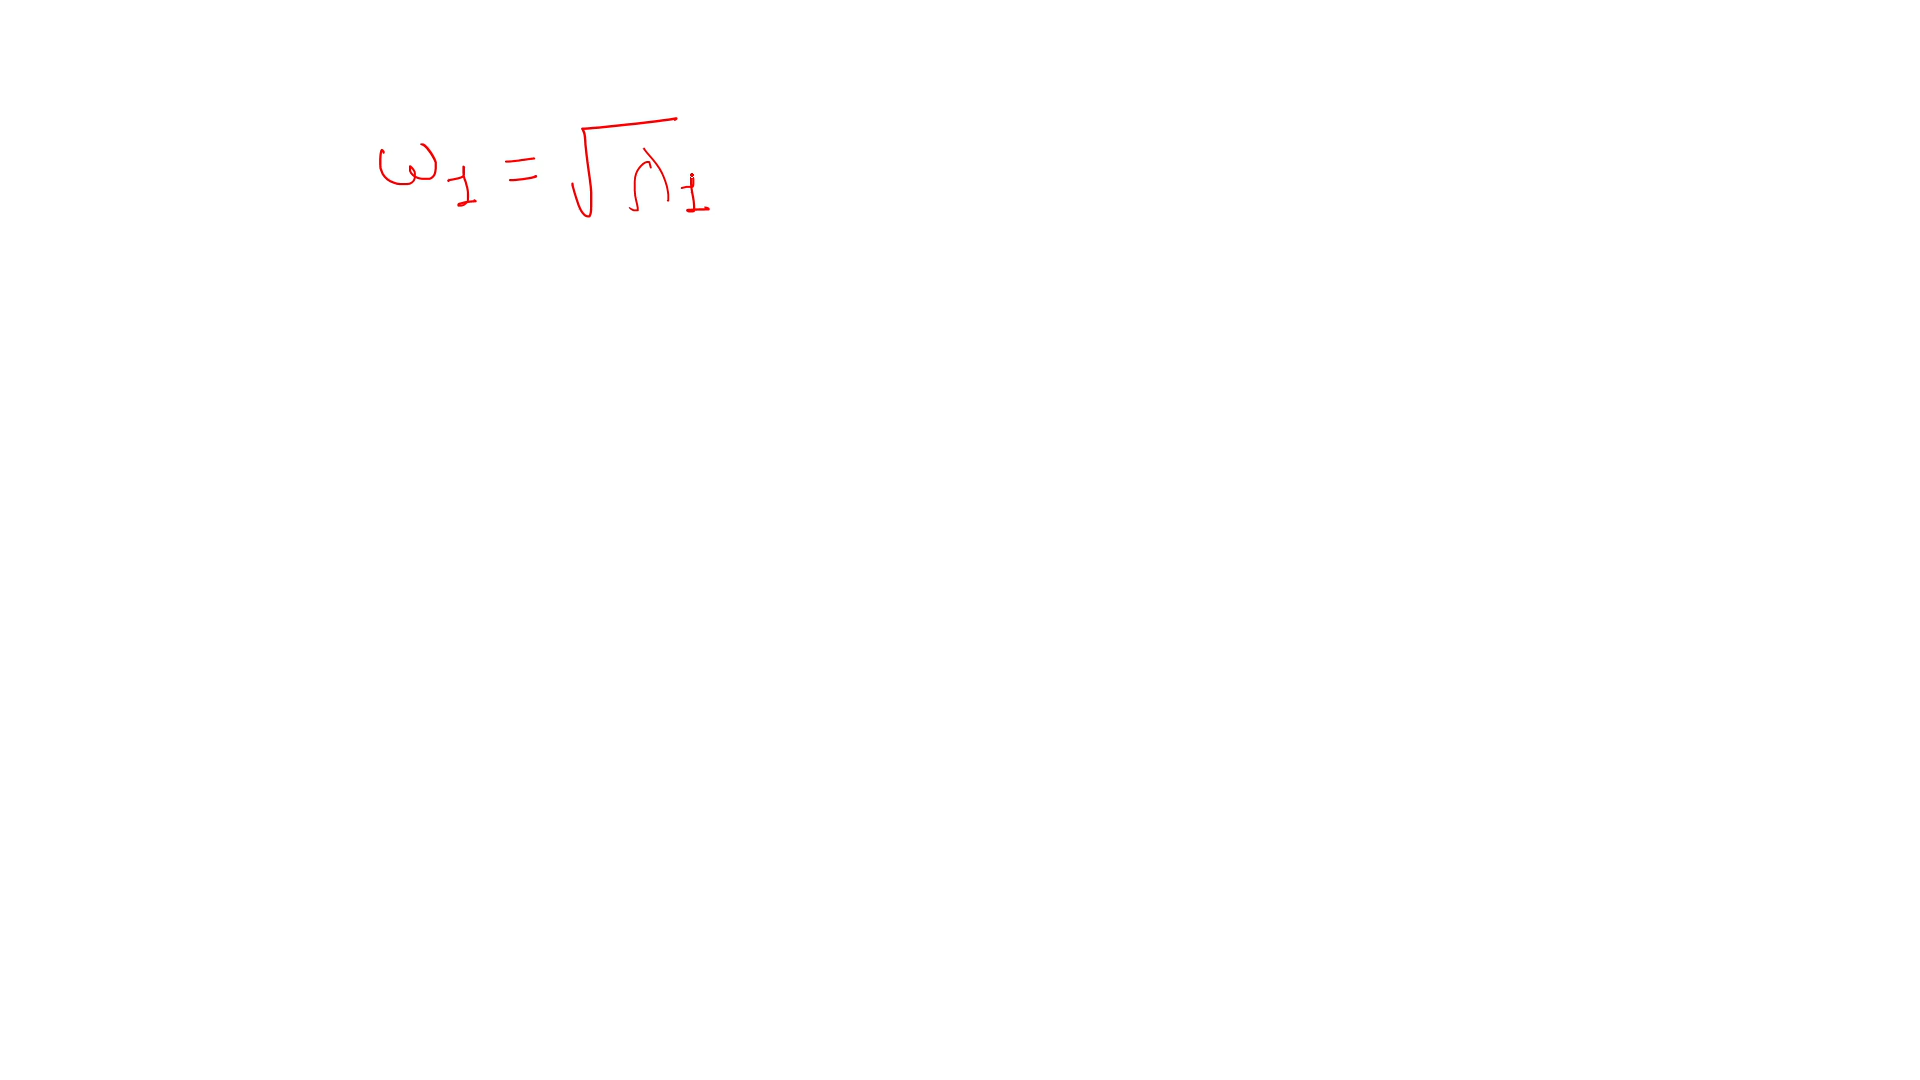 ω₁ = √λ₁